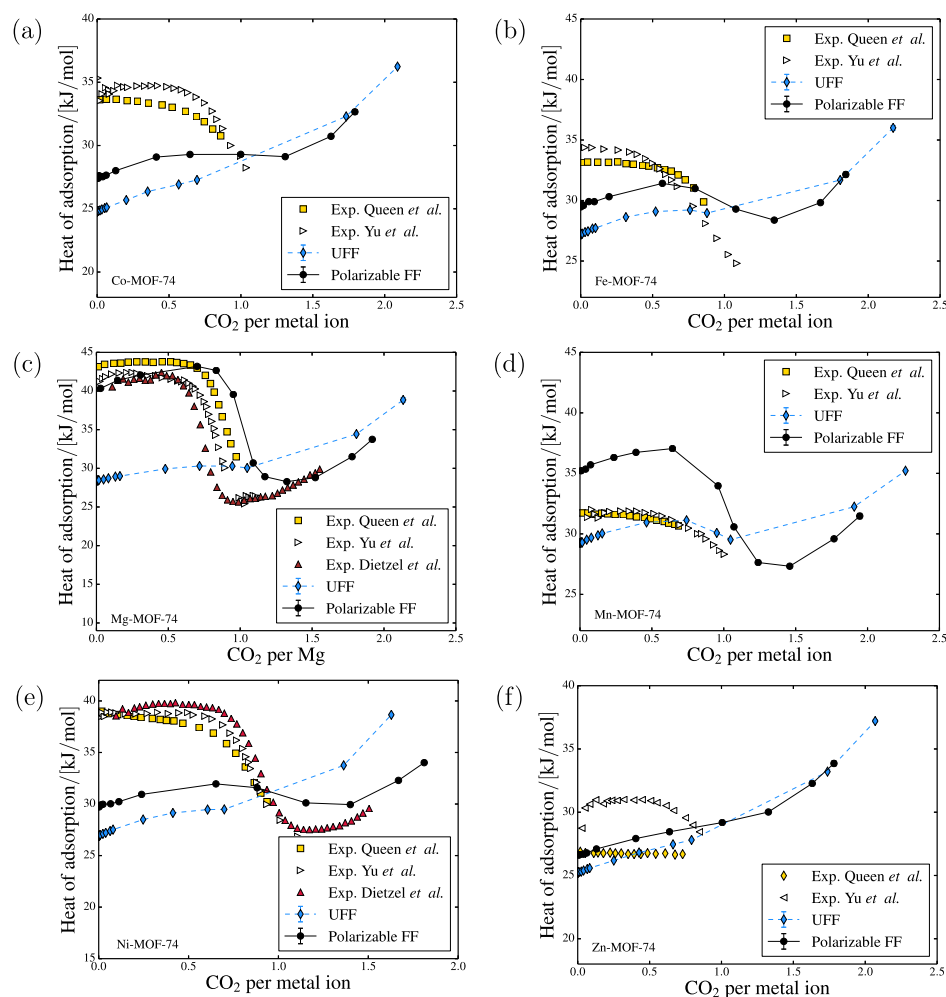 (a)
Heat of adsorption/[kJ/mol]
40
35
30
25
20
0.0 0.5 1.0 1.5 2.0 2.5
CO2 per metal ion
Exp. Queen et al.
Exp. Yu et al.
UFF
Polarizable FF
Co-MOF-74
(b)
Heat of adsorption/[kJ/mol]
45
40
35
30
25
0.0 0.5 1.0 1.5 2.0 2.5
CO2 per metal ion
Exp. Queen et al.
Exp. Yu et al.
UFF
Polarizable FF
Fe-MOF-74
(c)
Heat of adsorption/[kJ/mol]
45
40
35
30
25
20
15
10
0.0 0.5 1.0 1.5 2.0 2.5
CO2 per Mg
Exp. Queen et al.
Exp. Yu et al.
Exp. Dietzel et al.
UFF
Polarizable FF
Mg-MOF-74
(d)
Heat of adsorption/[kJ/mol]
45
40
35
30
25
0.0 0.5 1.0 1.5 2.0 2.5
CO2 per metal ion
Exp. Queen et al.
Exp. Yu et al.
UFF
Polarizable FF
Mn-MOF-74
(e)
Heat of adsorption/[kJ/mol]
40
35
30
25
20
15
0.0 0.5 1.0 1.5 2.0
CO2 per metal ion
Exp. Queen et al.
Exp. Yu et al.
Exp. Dietzel et al.
UFF
Polarizable FF
Ni-MOF-74
(f)
Heat of adsorption/[kJ/mol]
40
35
30
25
20
0.0 0.5 1.0 1.5 2.0 2.5
CO2 per metal ion
Exp. Queen et al.
Exp. Yu et al.
UFF
Polarizable FF
Zn-MOF-74